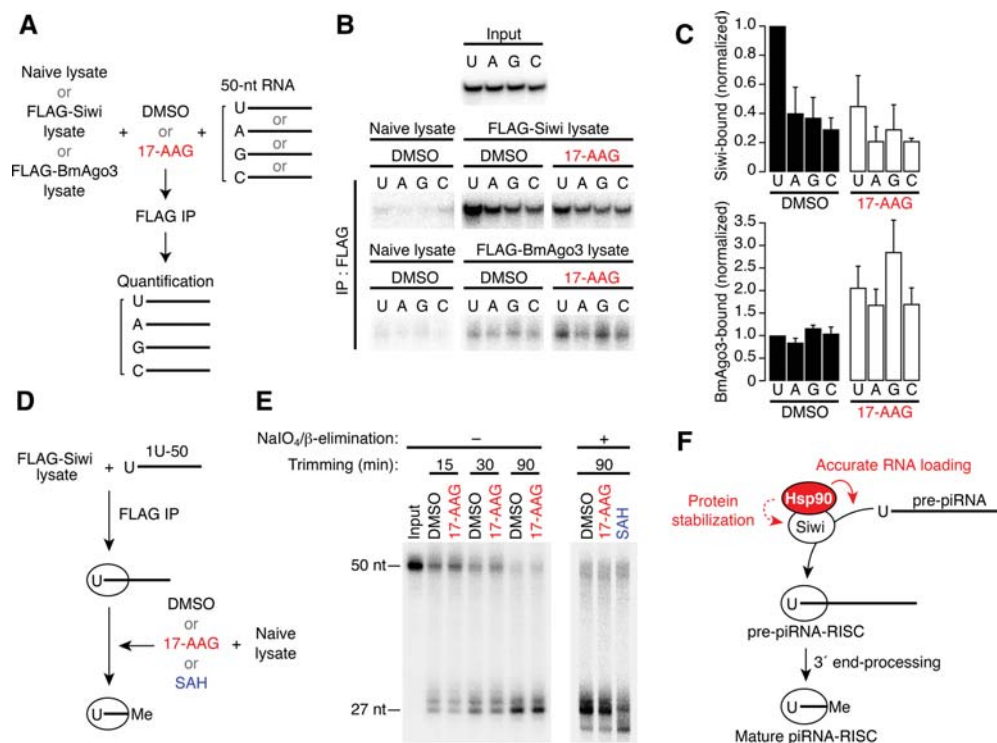 A
Naive lysate
or
FLAG-Siwi
lysate
or
FLAG-BmAgo3
lysate
+
DMSO
or
17-AAG
+
50-nt RNA
U
or
A
or
G
or
C
FLAG IP
Quantification
U
A
G
C
B
Input
U A G C
Naive lysate FLAG-Siwi lysate
DMSO DMSO 17-AAG
U A G C U A G C U A G C
Naive lysate FLAG-BmAgo3 lysate
DMSO DMSO 17-AAG
U A G C U A G C U A G C
IP : FLAG
C
Siwi-bound (normalized)
1.0
0.8
0.6
0.4
0.2
0
U A G C U A G C
DMSO 17-AAG
BmAgo3-bound (normalized)
3.5
3.0
2.5
2.0
1.5
1.0
0.5
0
U A G C U A G C
DMSO 17-AAG
D
FLAG-Siwi
lysate
+
U
1U-50
FLAG IP
U
DMSO
or
17-AAG
or
SAH
+
Naive
lysate
U Me
E
NaIO4/β-elimination: – +
Trimming (min): 15 30 90 90
Input DMSO 17-AAG DMSO 17-AAG DMSO 17-AAG DMSO 17-AAG SAH
50 nt
27 nt
F
Accurate RNA loading
Hsp90
Protein
stabilization
Siwi
U
pre-piRNA
U
pre-piRNA-RISC
3´ end-processing
U Me
Mature piRNA-RISC